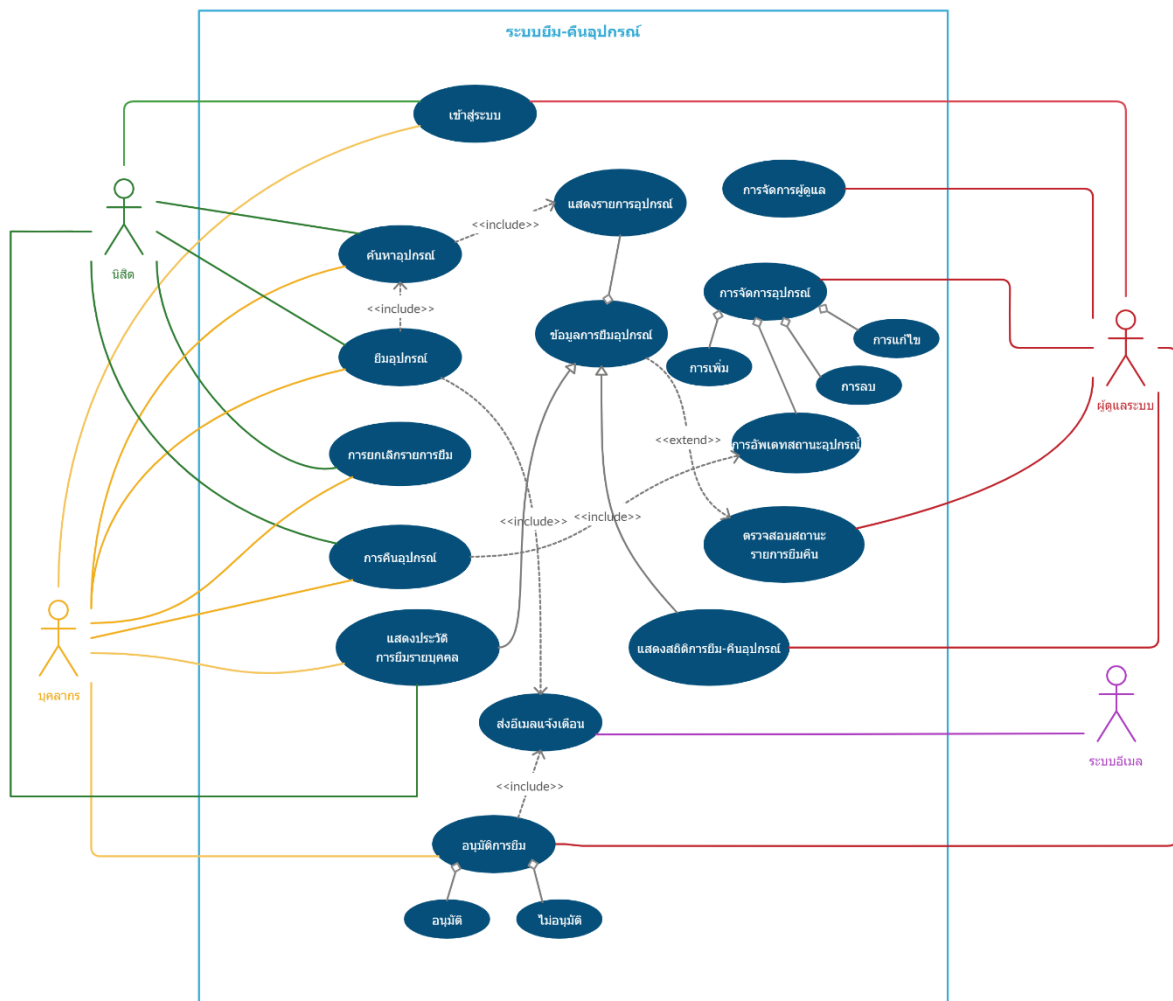 ระบบยืม-คืนอุปกรณ์
เข้าสู่ระบบ
การจัดการผู้ดูแล
แสดงรายการอุปกรณ์
<<include>>
ค้นหาอุปกรณ์
นิสิต
<<include>>
การจัดการอุปกรณ์
ข้อมูลการยืมอุปกรณ์
การแก้ไข
ยืมอุปกรณ์
การเพิ่ม
การลบ
ผู้ดูแลระบบ
<<extend>>
การอัพเดทสถานะอุปกรณ์
การยกเลิกรายการยืม
<<include>>
<<include>>
ตรวจสอบสถานะ
รายการยืมคืน
การคืนอุปกรณ์
แสดงประวัติ
การยืมรายบุคคล
แสดงสถิติการยืม-คืนอุปกรณ์
บุคลากร
ส่งอีเมลแจ้งเตือน
ระบบอีเมล
<<include>>
อนุมัติการยืม
อนุมัติ
ไม่อนุมัติ